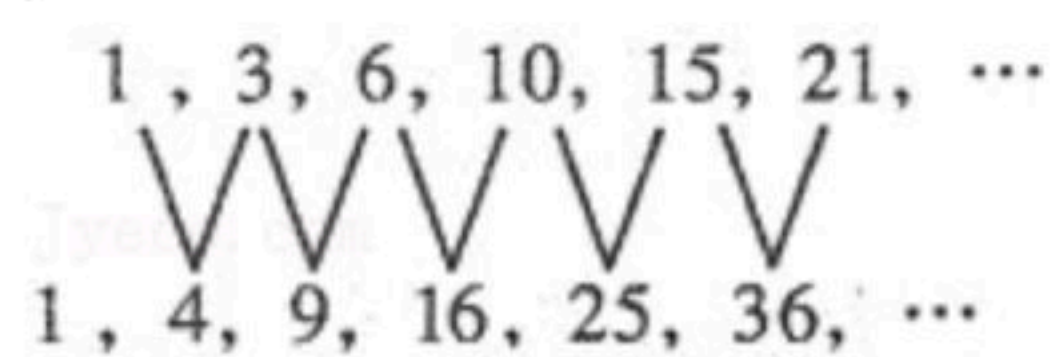 1 , 3, 6, 10, 15, 21, ...
1 , 4, 9, 16, 25, 36, ...